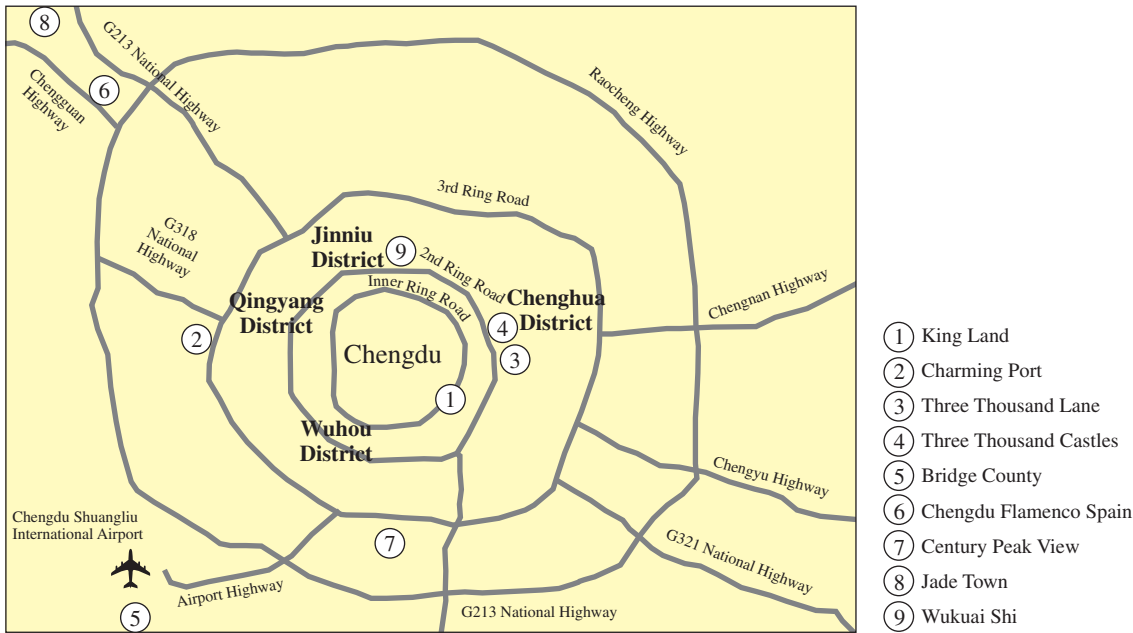 8
G213 National Highway
Chengguan
Highway
6
Raocheng Highway
3rd Ring Road
G318
National
Highway
Jinniu
District
9
2nd Ring Road
Inner Ring Road
Qingyang
District
Chenghua
District
Chengnan Highway
2
4
3
Chengdu
1
Wuhou
District
Chengyu Highway
Chengdu Shuangliu
International Airport
7
G321 National Highway
Airport Highway
5
G213 National Highway
1 King Land
2 Charming Port
3 Three Thousand Lane
4 Three Thousand Castles
5 Bridge County
6 Chengdu Flamenco Spain
7 Century Peak View
8 Jade Town
9 Wukuai Shi